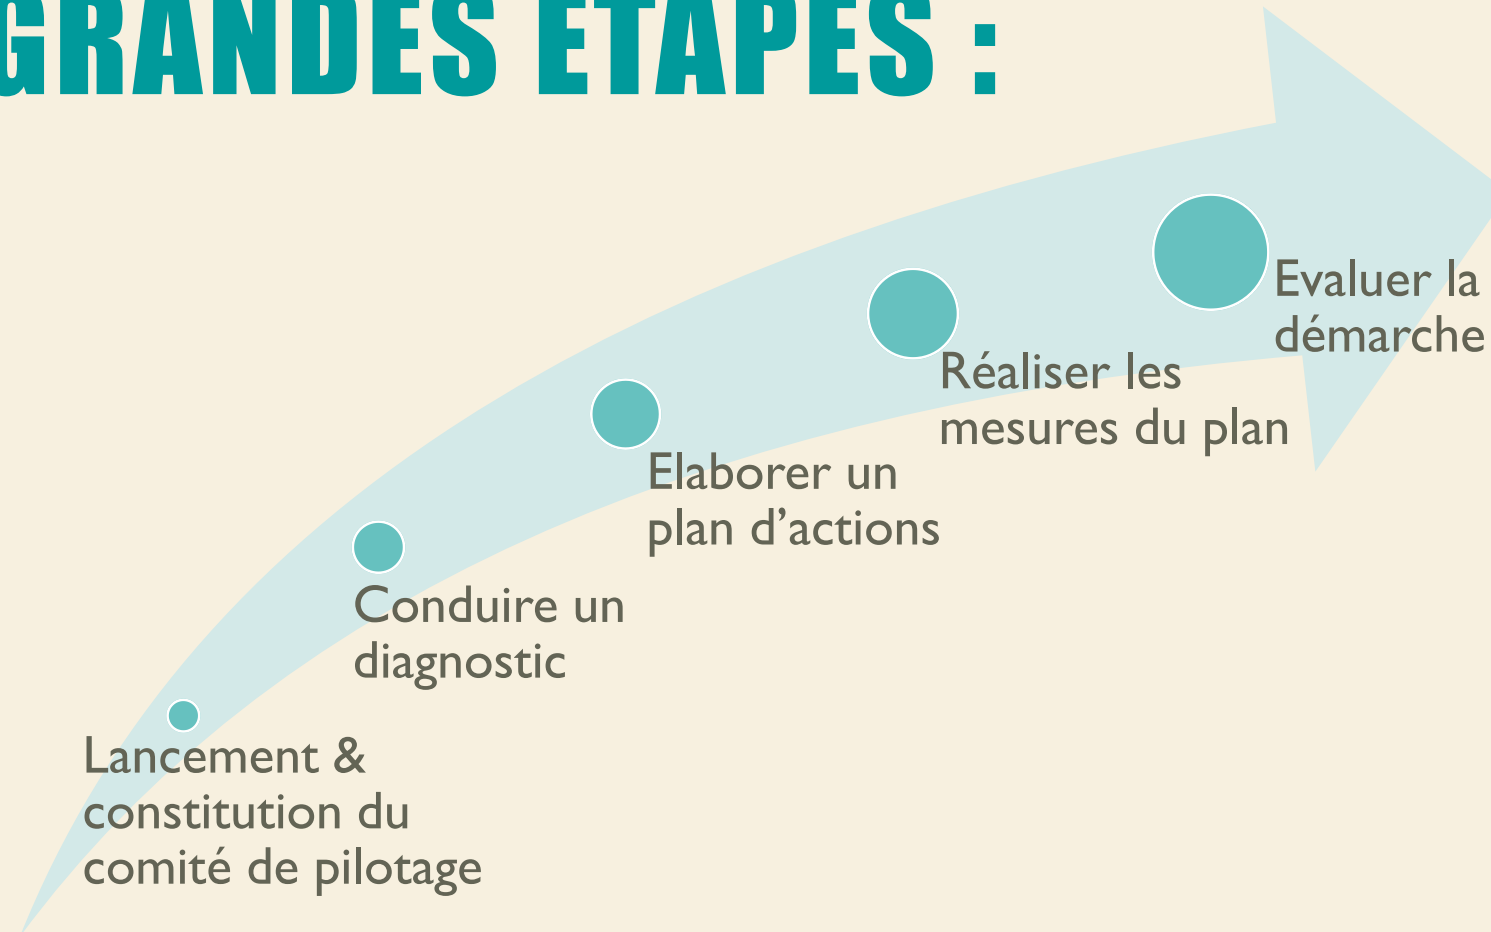 GRANDES ETAPES :
Evaluer la
démarche
Réaliser les
mesures du plan
Elaborer un
plan d’actions
Conduire un
diagnostic
Lancement &
constitution du
comité de pilotage